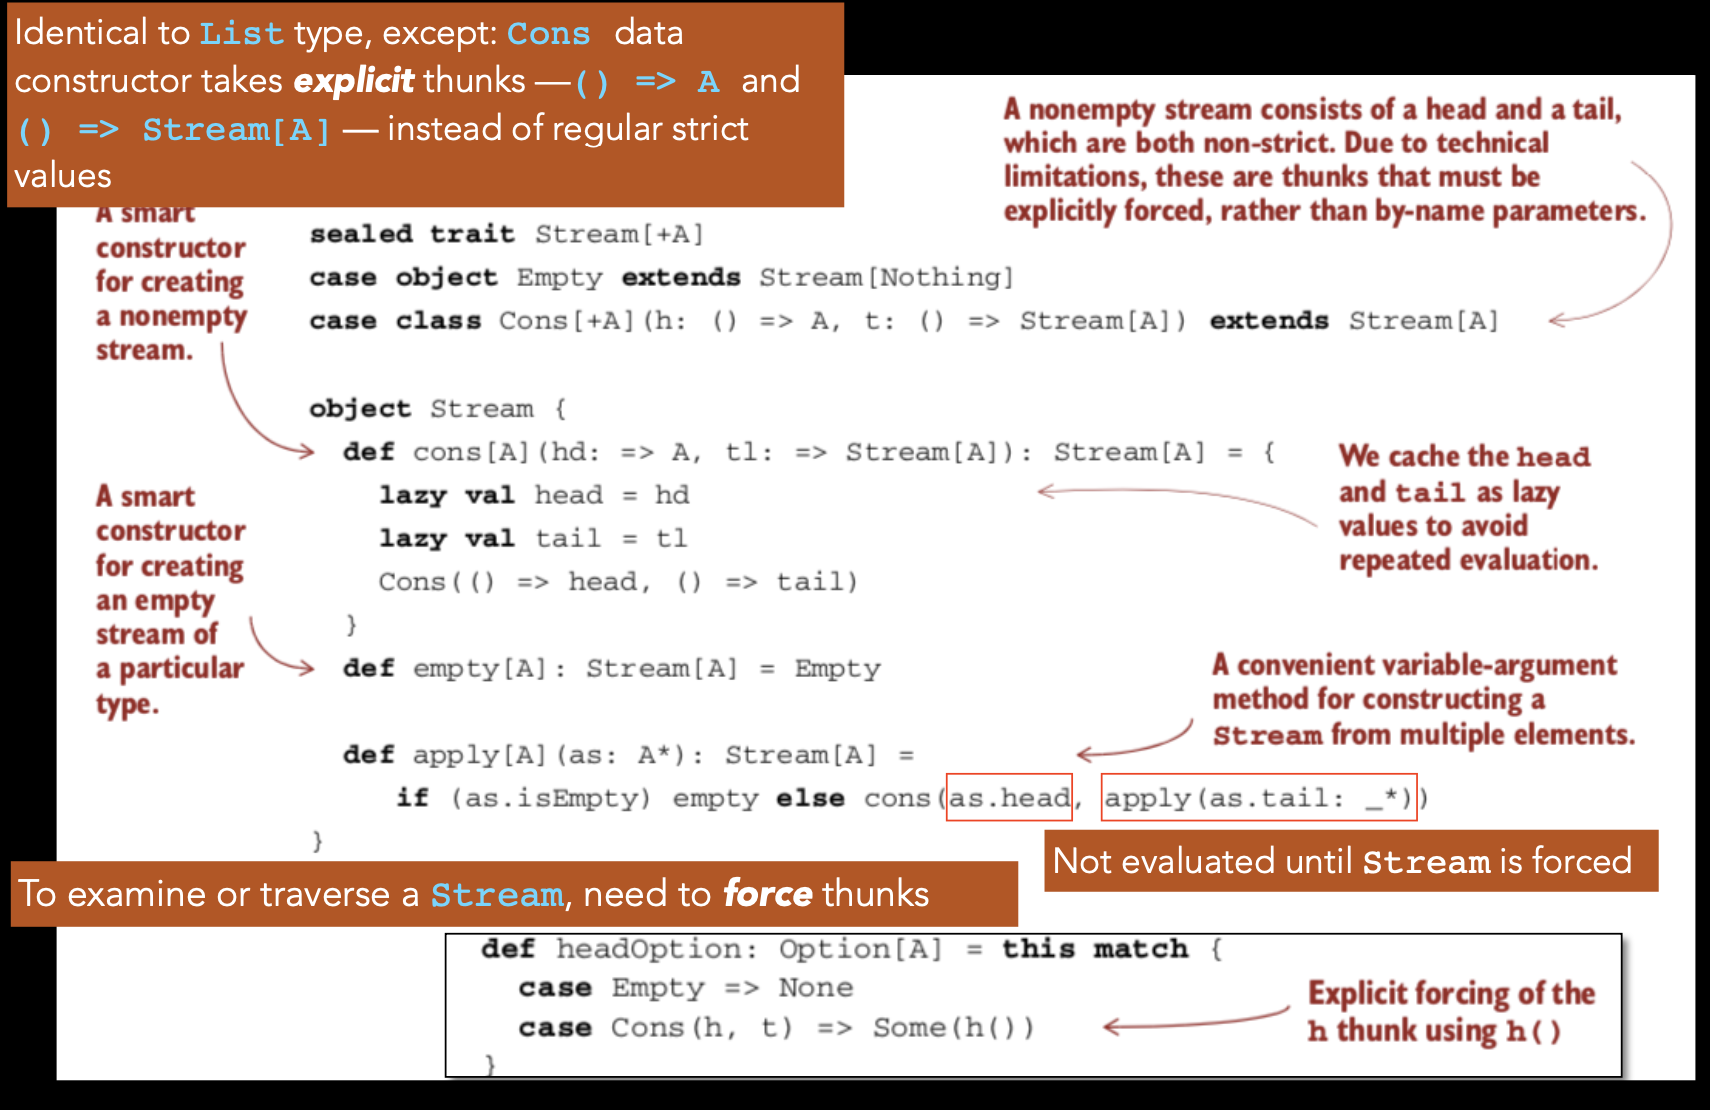 Identical to List type, except: Cons data
constructor takes explicit thunks —() => A and
() => Stream[A] — instead of regular strict
values
A nonempty stream consists of a head and a tail,
which are both non-strict. Due to technical
limitations, these are thunks that must be
explicitly forced, rather than by-name parameters.
A smart
constructor
for creating
a nonempty
stream.
sealed trait Stream[+A]
case object Empty extends Stream[Nothing]
case class Cons[+A](h: () => A, t: () => Stream[A]) extends Stream[A]
object Stream {
def cons[A](hd: => A, tl: => Stream[A]): Stream[A] = {
lazy val head = hd
lazy val tail = tl
Cons(() => head, () => tail)
}
We cache the head
and tail as lazy
values to avoid
repeated evaluation.
A smart
constructor
for creating
an empty
stream of
a particular
type.
def empty[A]: Stream[A] = Empty
A convenient variable-argument
method for constructing a
Stream from multiple elements.
def apply[A](as: A*): Stream[A] =
if (as.isEmpty) empty else cons(as.head, apply(as.tail: _*))
}
Not evaluated until Stream is forced
To examine or traverse a Stream, need to force thunks
def headOption: Option[A] = this match {
case Empty => None
case Cons(h, t) => Some(h())
}
Explicit forcing of the
h thunk using h()